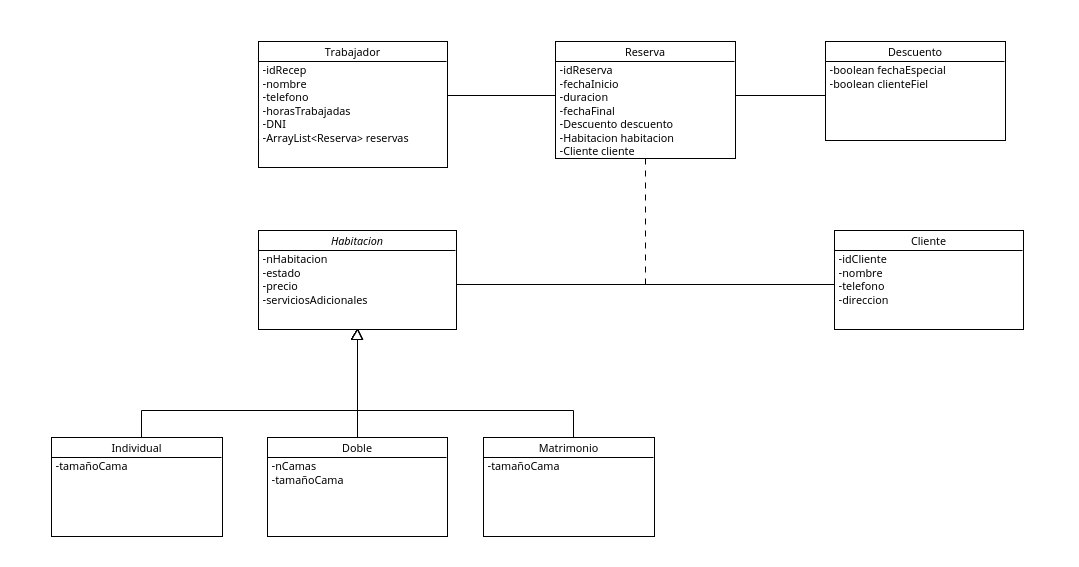 Trabajador
-idRecep
-nombre
-telefono
-horasTrabajadas
-DNI
-ArrayList<Reserva> reservas
Reserva
-idReserva
-fechaInicio
-duracion
-fechaFinal
-Descuento descuento
-Habitacion habitacion
-Cliente cliente
Descuento
-boolean fechaEspecial
-boolean clienteFiel
Habitacion
-nHabitacion
-estado
-precio
-serviciosAdicionales
Cliente
-idCliente
-nombre
-telefono
-direccion
Individual
-tamañoCama
Doble
-nCamas
-tamañoCama
Matrimonio
-tamañoCama